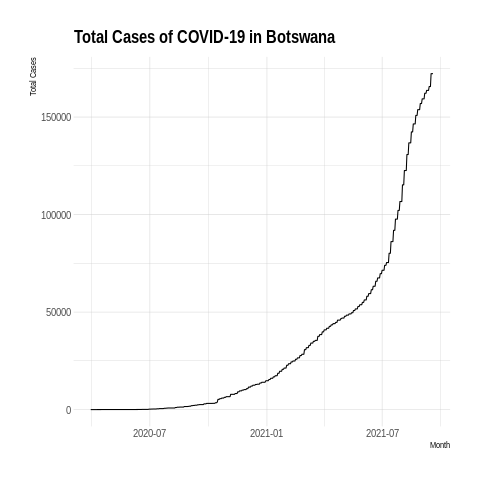 Total Cases of COVID-19 in Botswana
Total Cases
150000
100000
50000
0
2020-07
2021-01
2021-07
Month